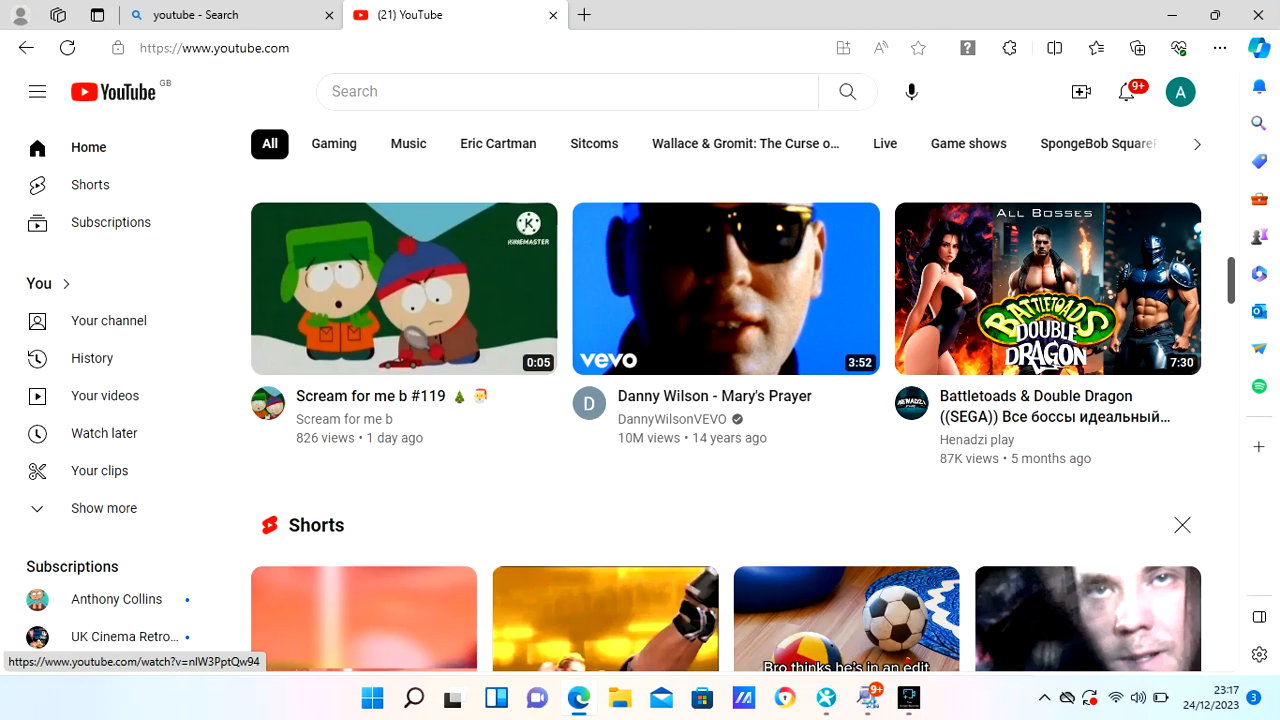 youtube - Search
(21) YouTube
https://www.youtube.com
YouTube GB
Search
9+
A
All
Gaming
Music
Eric Cartman
Sitcoms
Wallace & Gromit: The Curse o...
Live
Game shows
SpongeBob SquareP
Home
Shorts
Subscriptions
You
Your channel
History
Your videos
Watch later
Your clips
Show more
Subscriptions
Anthony Collins
UK Cinema Retro...
https://www.youtube.com/watch?v=nIW3PptQw94
KINEMASTER
0:05
Scream for me b #119 🎄 🎅
Scream for me b
826 views • 1 day ago
vevo
3:52
D
Danny Wilson - Mary's Prayer
DannyWilsonVEVO
10M views • 14 years ago
ALL BOSSES
BATTLETOADS
DOUBLE
DRAGON
7:30
Battletoads & Double Dragon
((SEGA)) Все боссы идеальный...
Henadzi play
87K views • 5 months ago
Shorts
Bro thinks he's in an edit
9+
23:17
24/12/2023
3